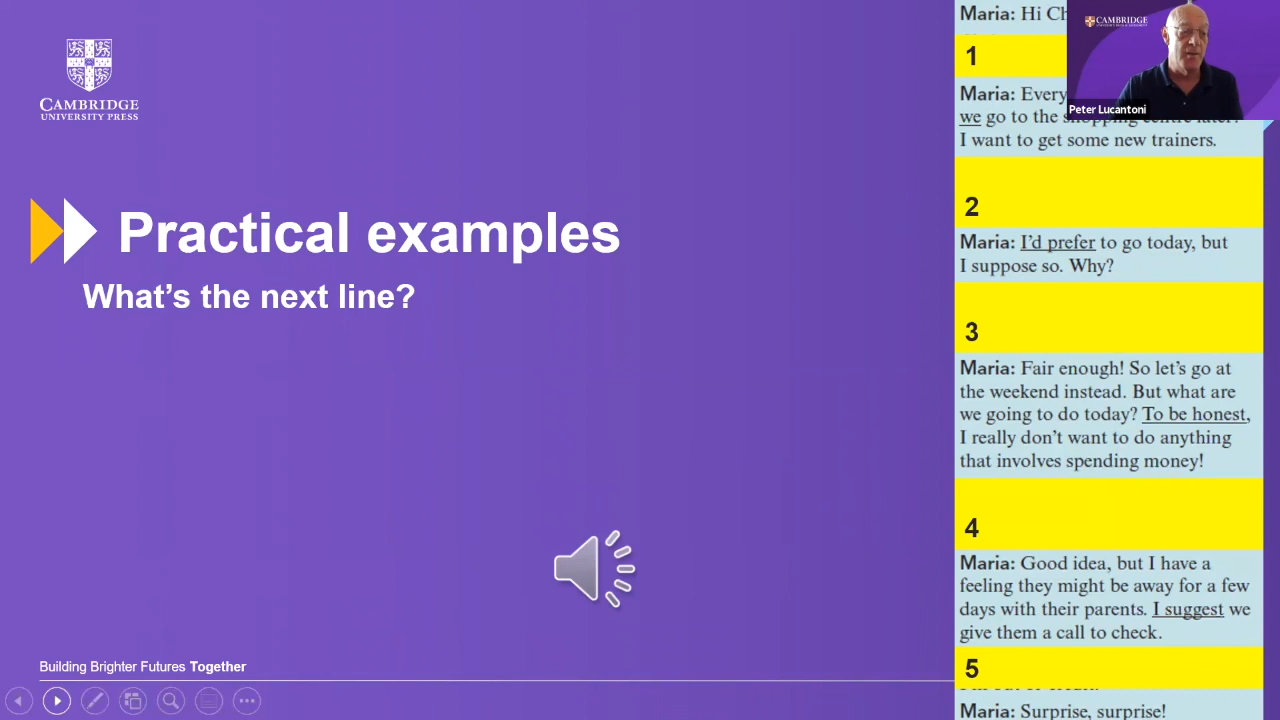 CAMBRIDGE
UNIVERSITY PRESS
Practical examples
What's the next line?
Building Brighter Futures Together
Maria: Hi Ch
1
Maria: Every
we go to the shopping centre later?
I want to get some new trainers.
2
Maria: I'd prefer to go today, but
I suppose so. Why?
3
Maria: Fair enough! So let's go at
the weekend instead. But what are
we going to do today? To be honest,
I really don't want to do anything
that involves spending money!
4
Maria: Good idea, but I have a
feeling they might be away for a few
days with their parents. I suggest we
give them a call to check.
5
Maria: Surprise, surprise!
CAMBRIDGE
Peter Lucantoni